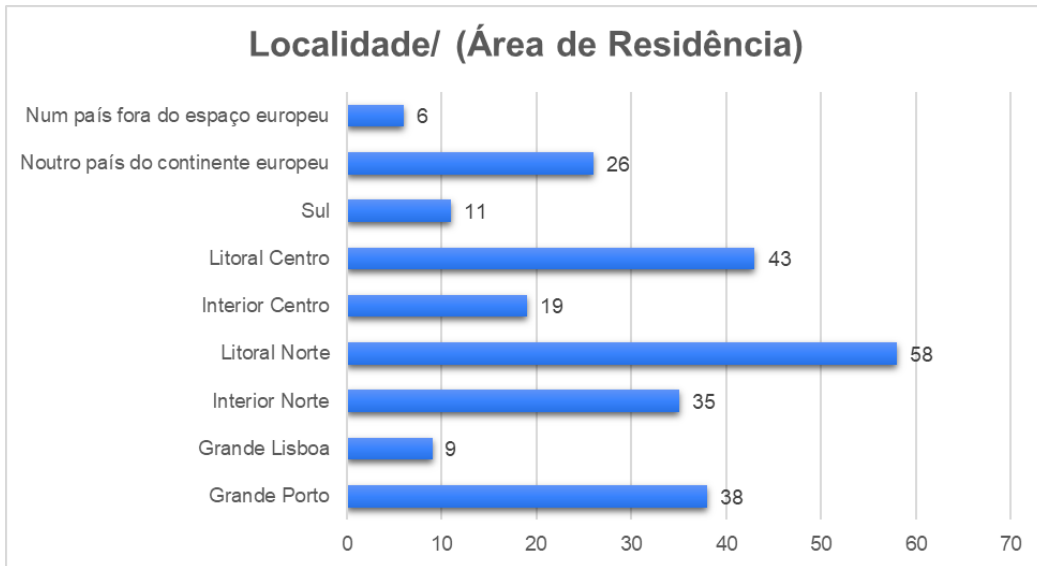 Localidade/ (Área de Residência)
Num país fora do espaço europeu 6
Noutro país do continente europeu 26
Sul 11
Litoral Centro 43
Interior Centro 19
Litoral Norte 58
Interior Norte 35
Grande Lisboa 9
Grande Porto 38
0 10 20 30 40 50 60 70